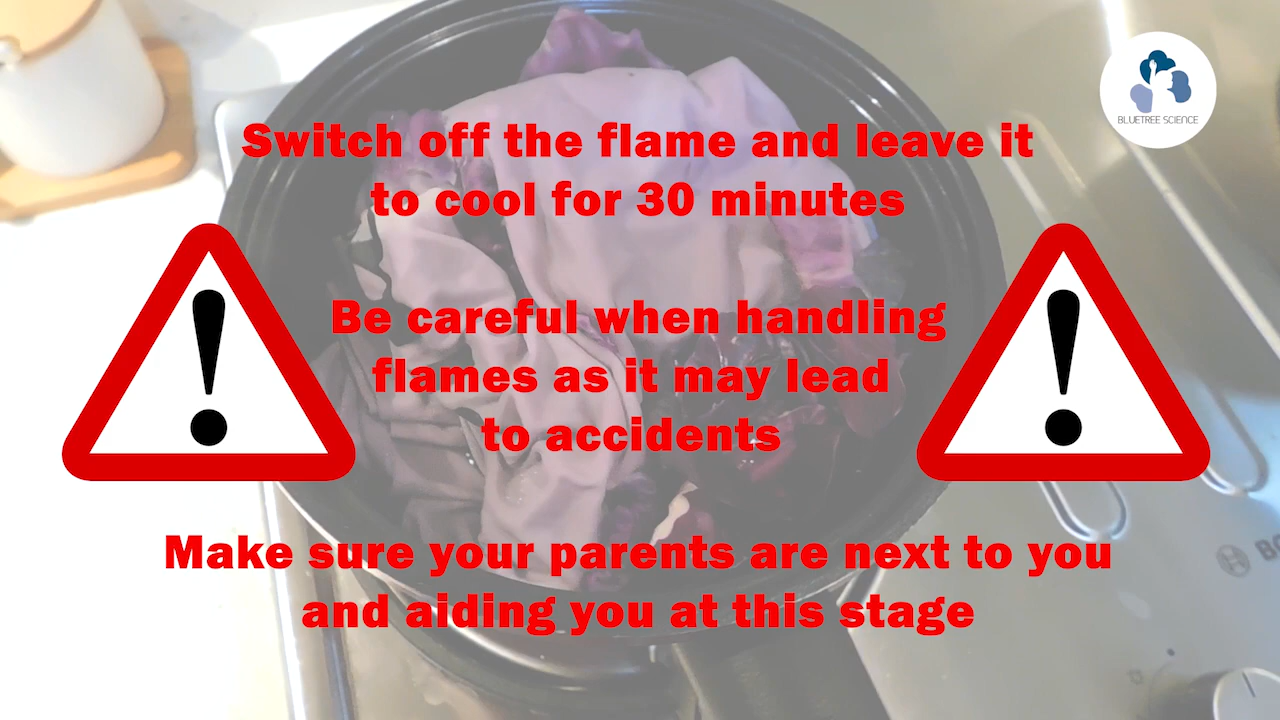 BLUETREE SCIENCE
Switch off the flame and leave it
to cool for 30 minutes
Be careful when handling
flames as it may lead
to accidents
Make sure your parents are next to you
and aiding you at this stage